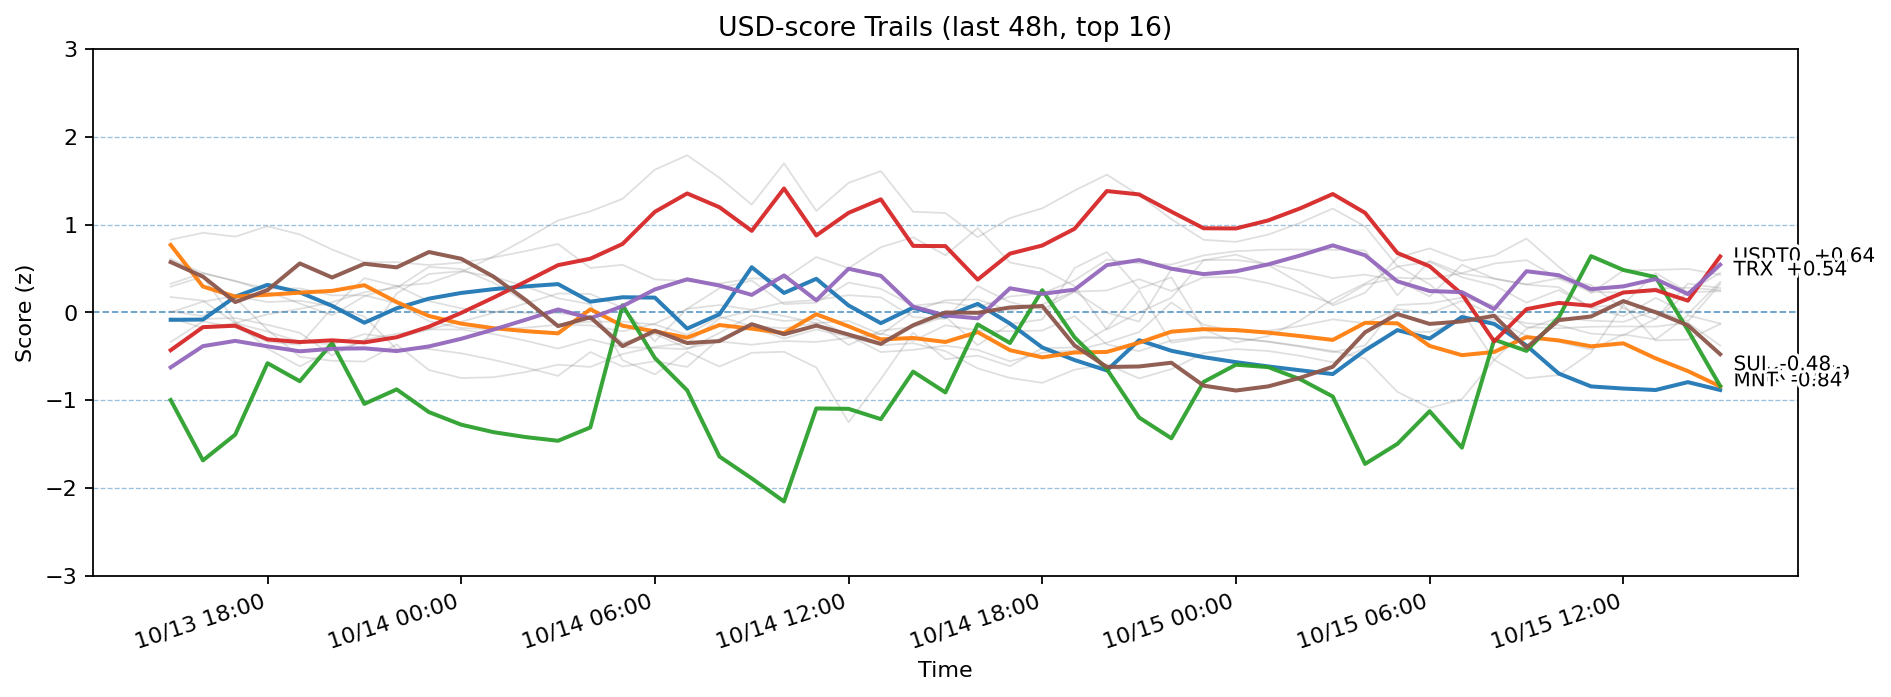 USD-score Trails (last 48h, top 16)
Score (z)
3
2
1
0
−1
−2
−3
USDT0 +0.64
TRX +0.54
SUI -0.48
MNT -0.84
10/13 18:00
10/14 00:00
10/14 06:00
10/14 12:00
10/14 18:00
10/15 00:00
10/15 06:00
10/15 12:00
Time